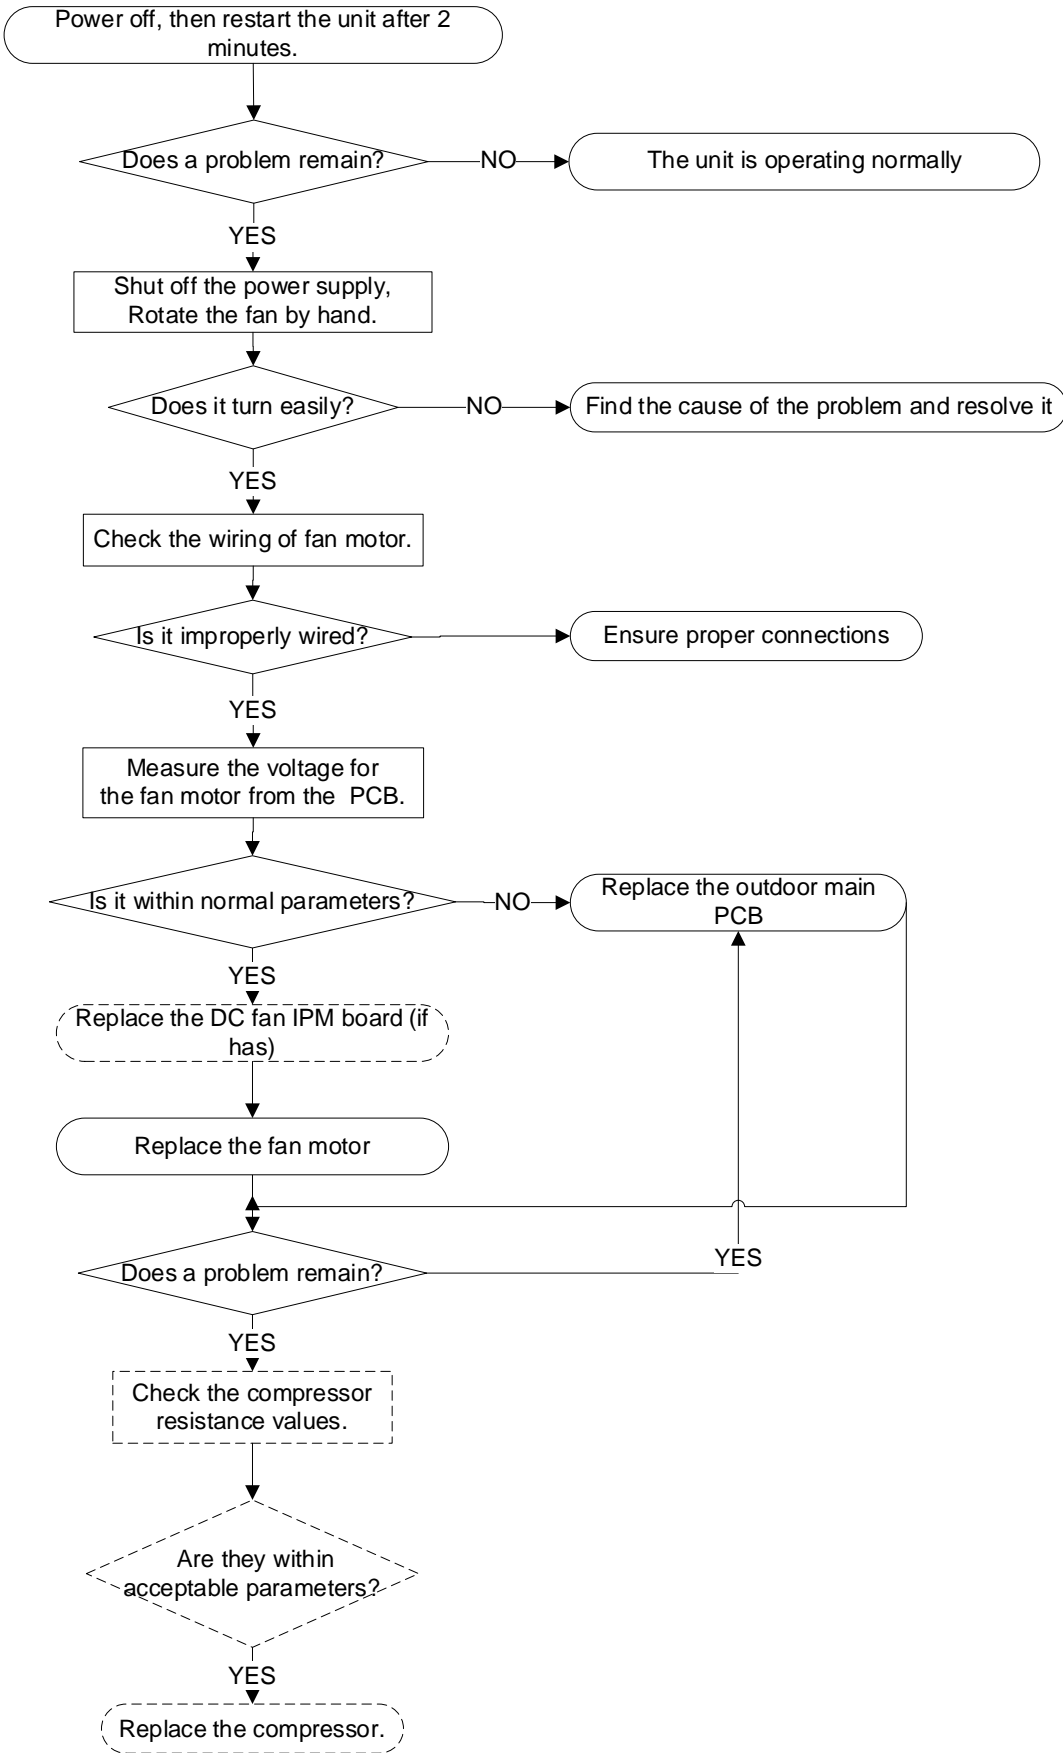 Power off, then restart the unit after 2
minutes.
Does a problem remain?
NO
The unit is operating normally
YES
Shut off the power supply,
Rotate the fan by hand.
Does it turn easily?
NO
Find the cause of the problem and resolve it
YES
Check the wiring of fan motor.
Is it improperly wired?
Ensure proper connections
YES
Measure the voltage for
the fan motor from the PCB.
Is it within normal parameters?
NO
Replace the outdoor main
PCB
YES
Replace the DC fan IPM board (if
has)
Replace the fan motor
Does a problem remain?
YES
YES
Check the compressor
resistance values.
Are they within
acceptable parameters?
YES
Replace the compressor.